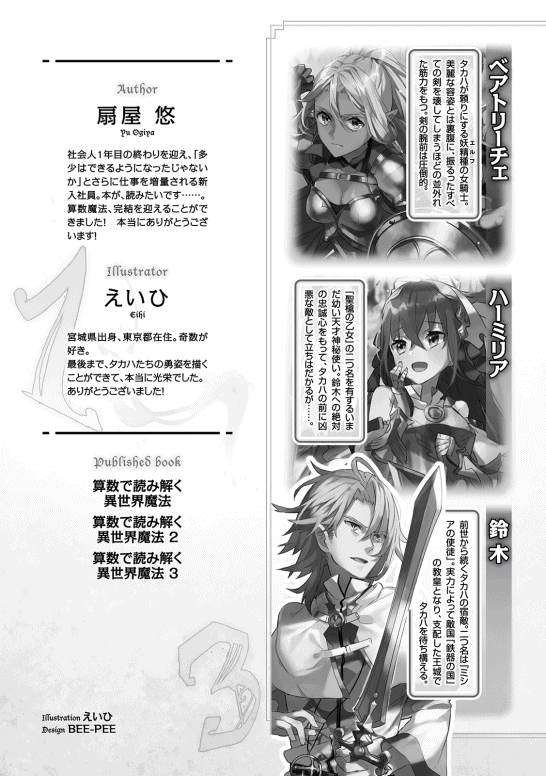 ベアトリーチェ
タカハが頼りにする妖精種の女騎士。
エルフ
美麗な容姿とは裏腹に、振るったすべ
ての剣を壊してしまうほどの並外れ
た筋力をもつ。剣の腕前は圧倒的。
ハーミリア
『聖槍の乙女』の二つ名を有するいま
だ幼い天才神秘使い。鈴木への絶対
の忠誠心をもって、タカハの前に凶
悪な敵として立ちはだかるが……。
鈴木
前世から続くタカハの宿敵。二つ名は『ミシ
アの使徒』。実力によって敵国『鉄器の国』
の教皇となり、支配した王城で
タカハを待ち構える。
Author
扇屋 悠
Yu Ogiya
社会人1年目の終わりを迎え、「多
少はできるようになったじゃない
か」とさらに仕事を増量される新
入社員。本が、読みたいです……。
算数魔法、完結を迎えることがで
きました! 本当にありがとうござ
います!
Illustrator
えいひ
Eihi
宮城県出身、東京都在住。奇数が
好き。
最後まで、タカハたちの勇姿を描く
ことができて、本当に光栄でした。
ありがとうございました!
Published book
算数で読み解く
異世界魔法
算数で読み解く
異世界魔法 2
算数で読み解く
異世界魔法 3
Illustration えいひ
Design BEE-PEE
1
2
3